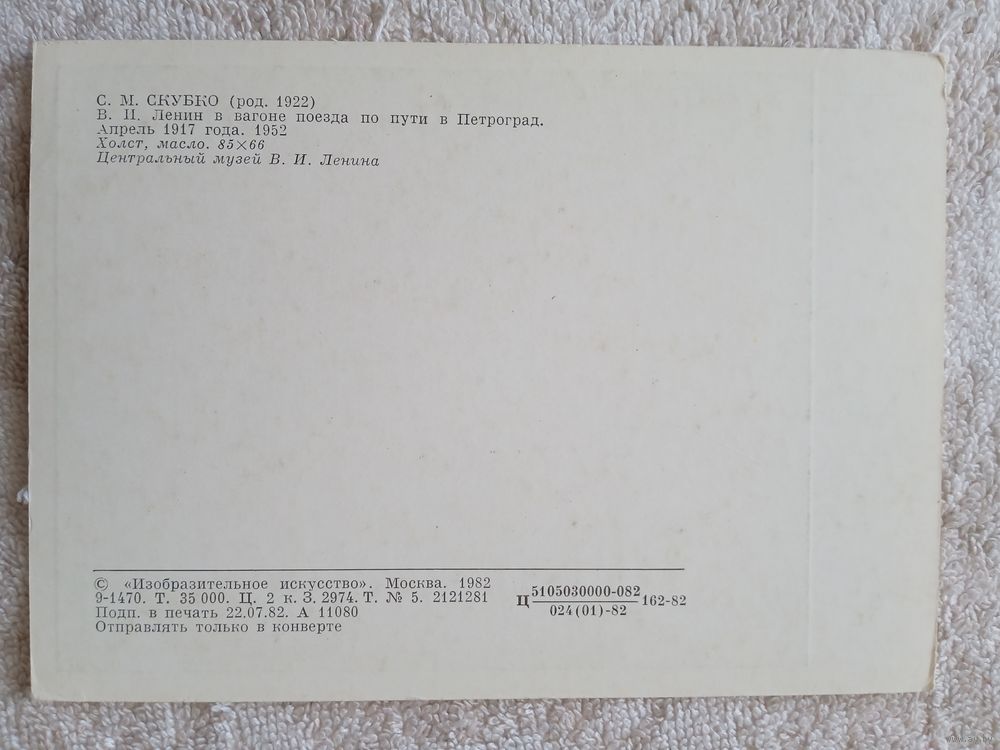 С. М. СКУБКО (род. 1922)
В. И. Ленин в вагоне поезда по пути в Петроград.
Апрель 1917 года. 1952
Холст, масло. 85×66
Центральный музей В. И. Ленина
© «Изобразительное искусство». Москва. 1982
9-1470. Т. 35 000. Ц. 2 к. З. 2974. Т. № 5. 2121281
Подп. в печать 22.07.82. А 11080
Отправлять только в конверте
Ц 5105030000-082
024(01)-82
162-82